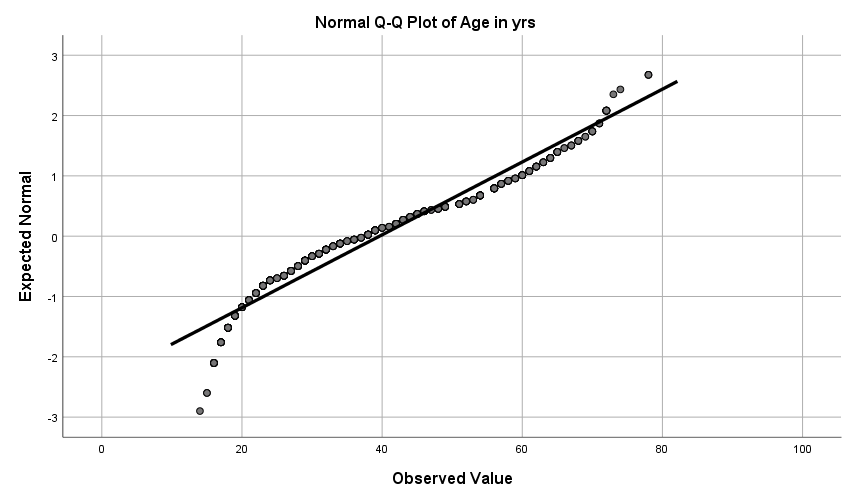 Normal Q-Q Plot of Age in yrs
3
2
1
0
-1
-2
-3
Expected Normal
0 20 40 60 80 100
Observed Value